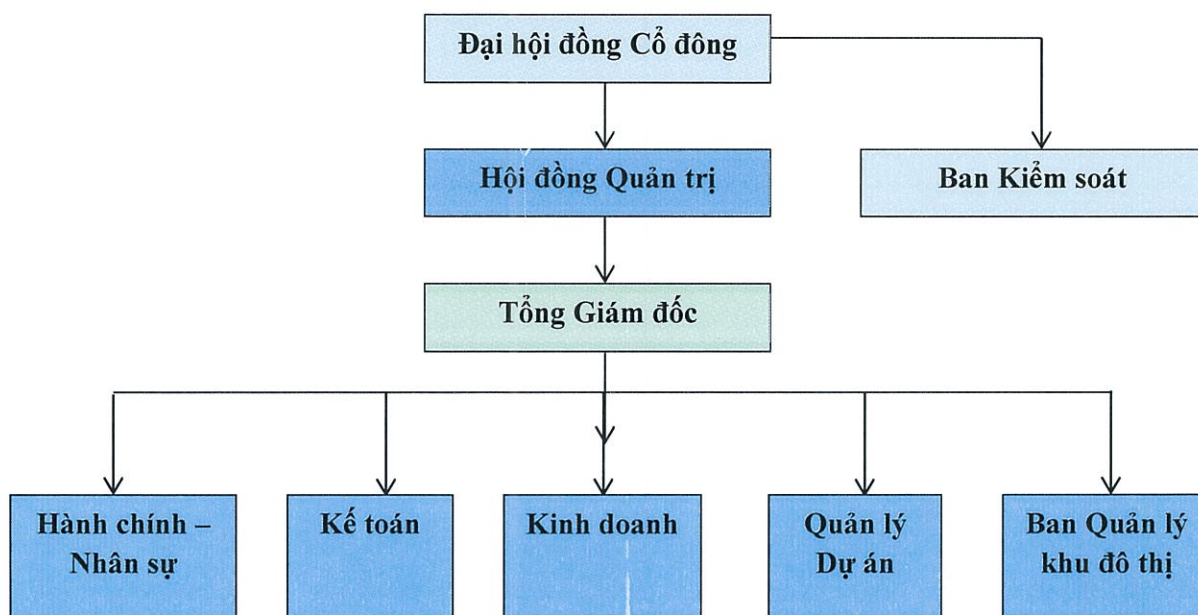 Đại hội đồng Cổ đông
Hội đồng Quản trị
Ban Kiểm soát
Tổng Giám đốc
Hành chính –
Nhân sự
Kế toán
Kinh doanh
Quản lý
Dự án
Ban Quản lý
khu đô thị